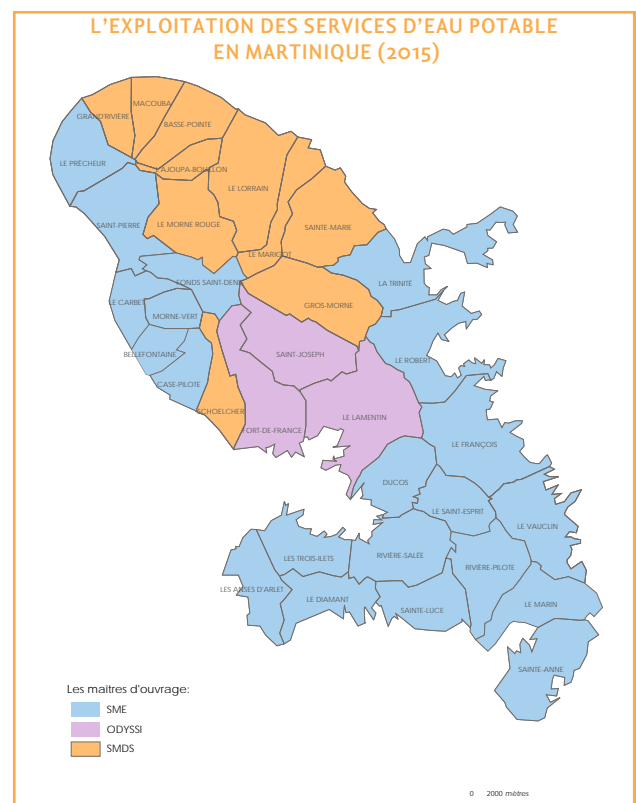 L'EXPLOITATION DES SERVICES D'EAU POTABLE
EN MARTINIQUE (2015)
MACOUBA
GRAND'RIVIÈRE
BASSE-POINTE
LE PRÊCHEUR
L'AJOUPA-BOUILLON
LE LORRAIN
SAINT-PIERRE
LE MORNE ROUGE
SAINTE-MARIE
LE MARIGOT
FONDS SAINT-DENIS
LA TRINITÉ
LE CARBET
GROS-MORNE
MORNE-VERT
BELLEFONTAINE
SAINT-JOSEPH
LE ROBERT
CASE-PILOTE
SCHOELCHER
LE LAMENTIN
FORT-DE-FRANCE
LE FRANÇOIS
DUCOS
LE SAINT-ESPRIT
LE VAUCLIN
LES TROIS-ILETS
RIVIÈRE-SALÉE
RIVIÈRE-PILOTE
LES ANSES D'ARLET
LE DIAMANT
SAINTE-LUCE
LE MARIN
SAINTE-ANNE
Les maîtres d'ouvrage:
SME
ODYSSI
SMDS
0 2000 mètres